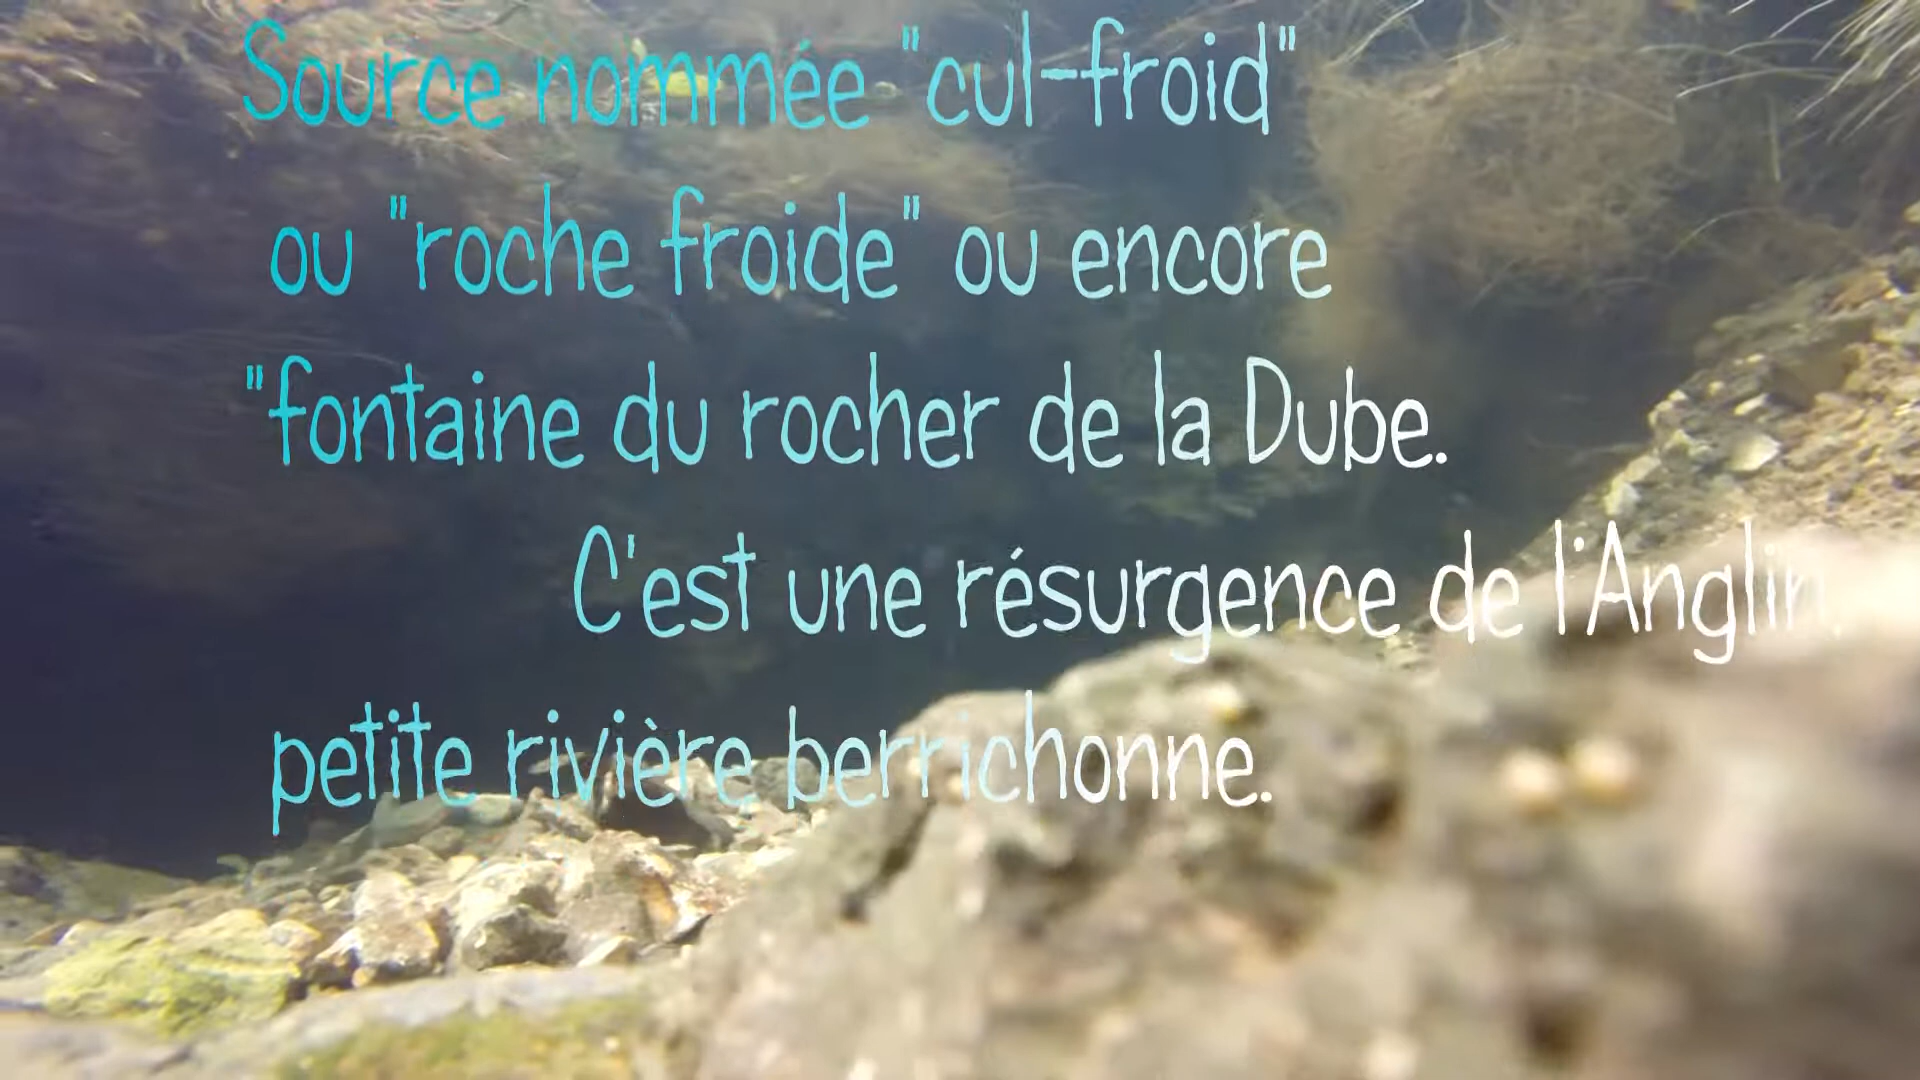 Source nommée "cul-froid"
ou "roche froide" ou encore
"fontaine du rocher de la Dube.
C'est une résurgence de l'Anglin,
petite rivière berrichonne.